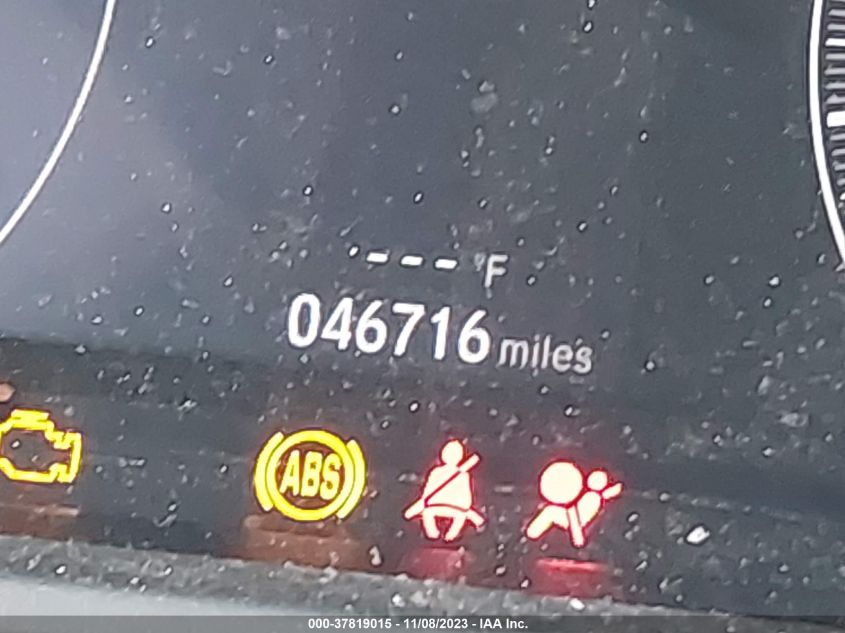 --- °F
046716 miles
ABS
000-37819015 - 11/08/2023 - IAA Inc.